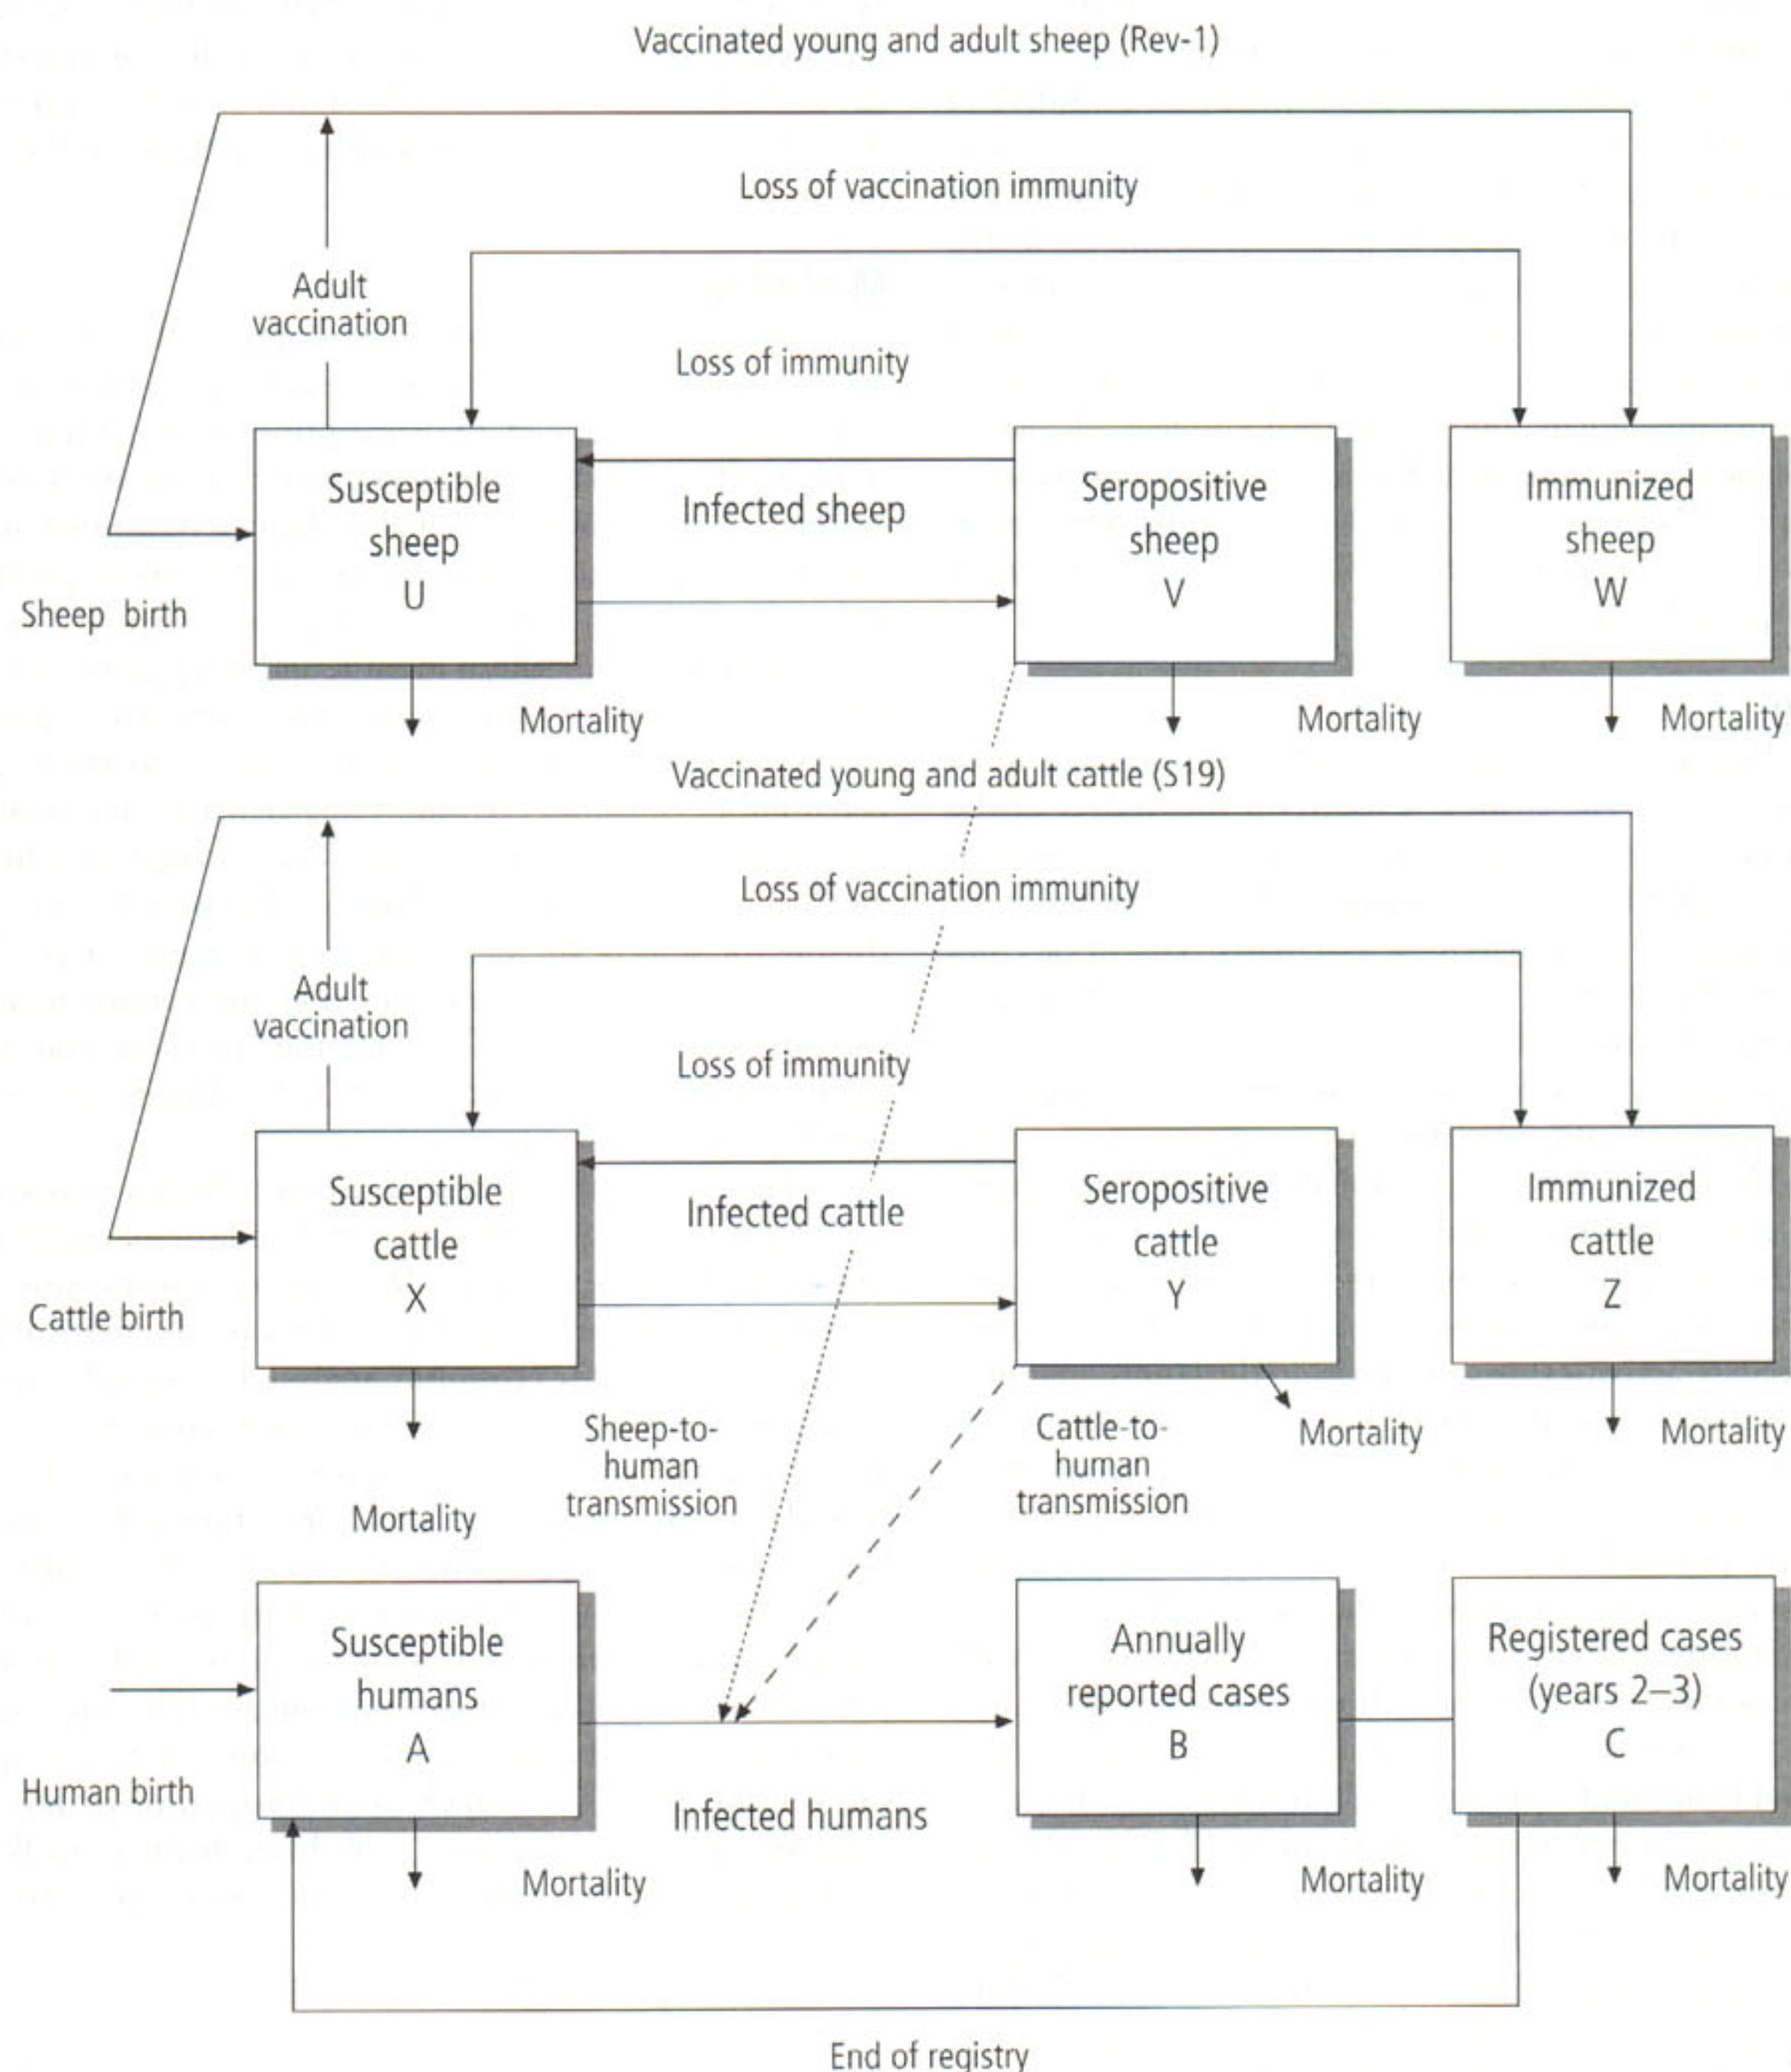 Vaccinated young and adult sheep (Rev-1)
Loss of vaccination immunity
Adult
vaccination
Loss of immunity
Susceptible
sheep
U
Infected sheep
Seropositive
sheep
V
Immunized
sheep
W
Sheep birth
Mortality
Mortality
Mortality
Vaccinated young and adult cattle (S19)
Loss of vaccination immunity
Adult
vaccination
Loss of immunity
Susceptible
cattle
X
Infected cattle
Seropositive
cattle
Y
Immunized
cattle
Z
Cattle birth
Mortality
Sheep-to-
human
transmission
Cattle-to-
human
transmission
Mortality
Mortality
Susceptible
humans
A
Annually
reported cases
B
Registered cases
(years 2–3)
C
Human birth
Infected humans
Mortality
Mortality
Mortality
End of registry